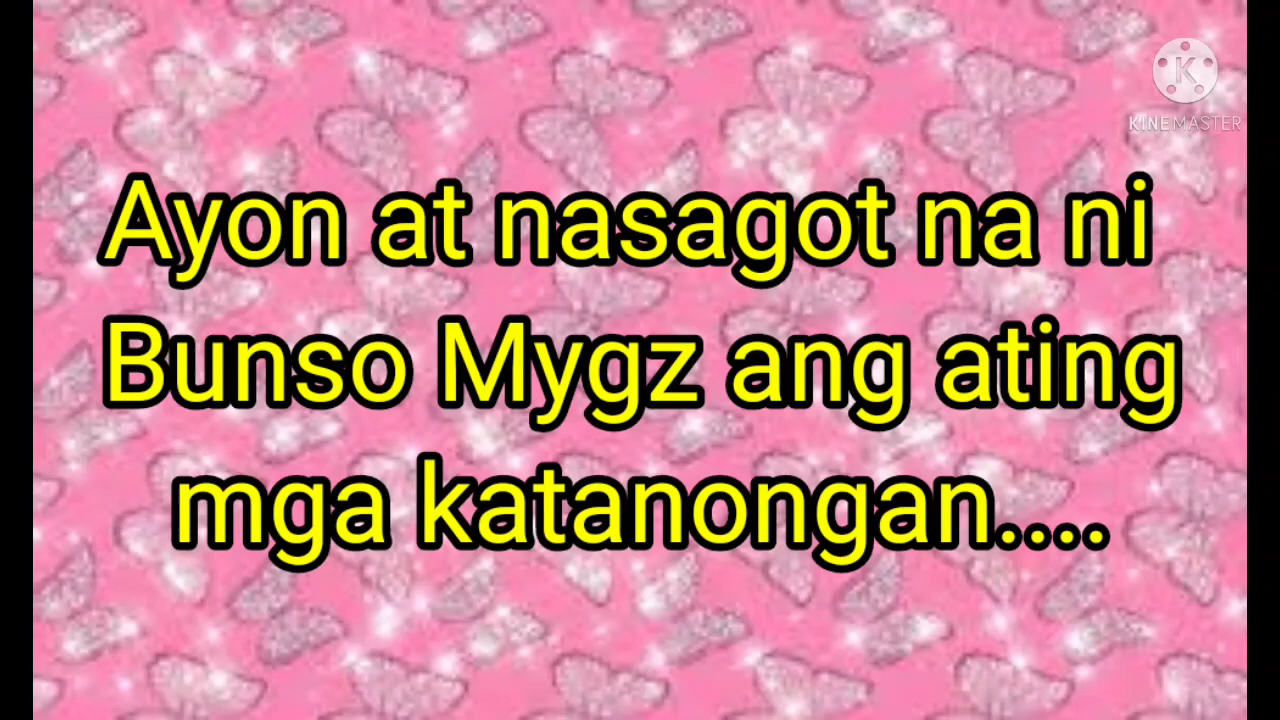 K
KINEMASTER
Ayon at nasagot na ni
Bunso Mygz ang ating
mga katanongan....